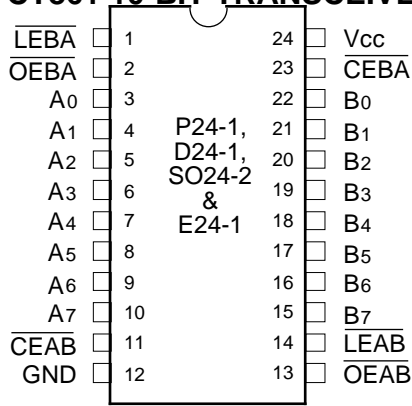 LEBA 1 24 Vcc
OEBA 2 23 CEBA
A0 3 22 B0
A1 4 P24-1, 21 B1
A2 5 D24-1, 20 B2
A3 6 SO24-2 19 B3
A4 7 & 18 B4
A5 8 E24-1 17 B5
A6 9 16 B6
A7 10 15 B7
CEAB 11 14 LEAB
GND 12 13 OEAB